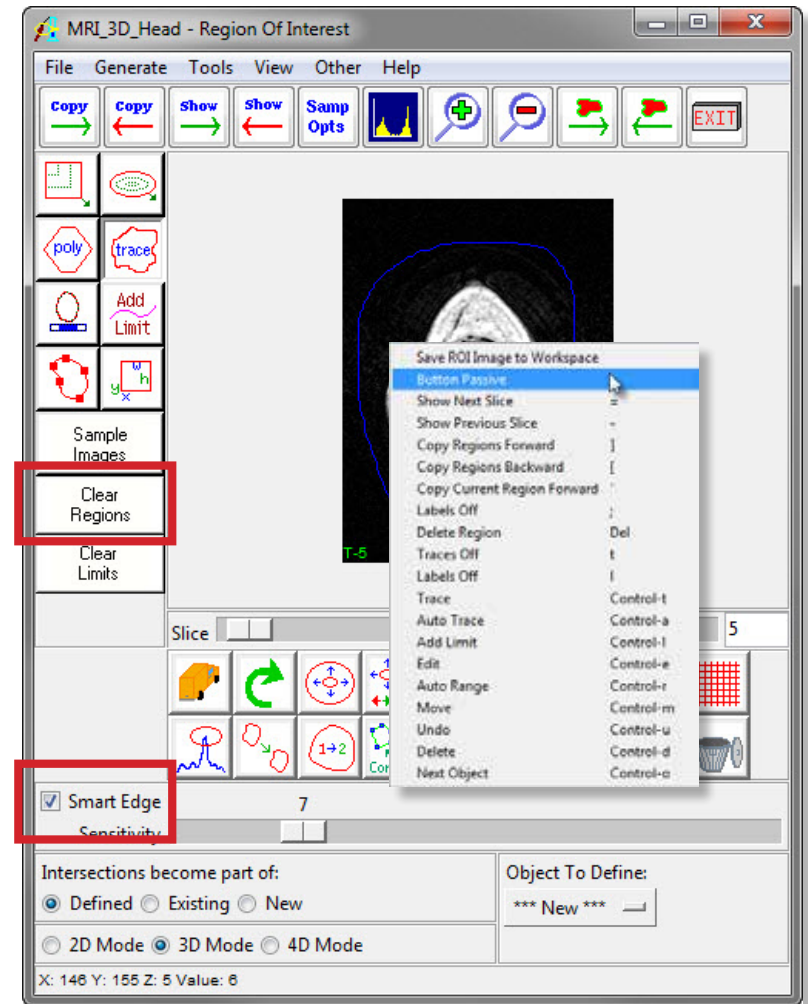 MRI_3D_Head - Region Of Interest
File Generate Tools View Other Help
Copy Copy Show Show Samp Opts EXIT
poly trace
Add Limit
w h y x
Sample Images
Clear Regions
Clear Limits
T-5
Save ROI Image to Workspace
Button Passive
Show Next Slice =
Show Previous Slice -
Copy Regions Forward ]
Copy Regions Backward [
Copy Current Region Forward '
Labels Off ;
Delete Region Del
Traces Off t
Labels Off l
Trace Control-t
Auto Trace Control-a
Add Limit Control-l
Edit Control-e
Auto Range Control-r
Move Control-m
Undo Control-u
Delete Control-d
Next Object Control-o
Slice 5
1→2 Con
Smart Edge 7
Sensitivity
Intersections become part of:
Defined Existing New
Object To Define:
*** New ***
2D Mode 3D Mode 4D Mode
X: 146 Y: 155 Z: 5 Value: 6